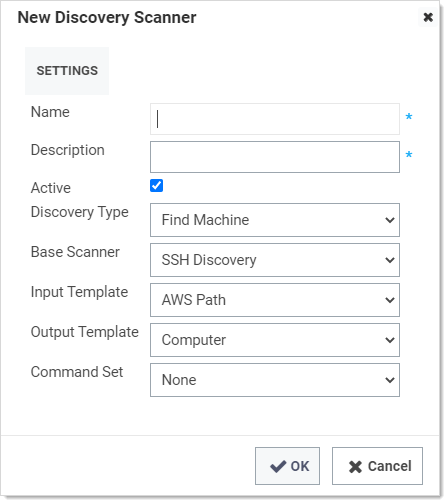 New Discovery Scanner
SETTINGS
Name *
Description *
Active
Discovery Type Find Machine
Base Scanner SSH Discovery
Input Template AWS Path
Output Template Computer
Command Set None
OK Cancel